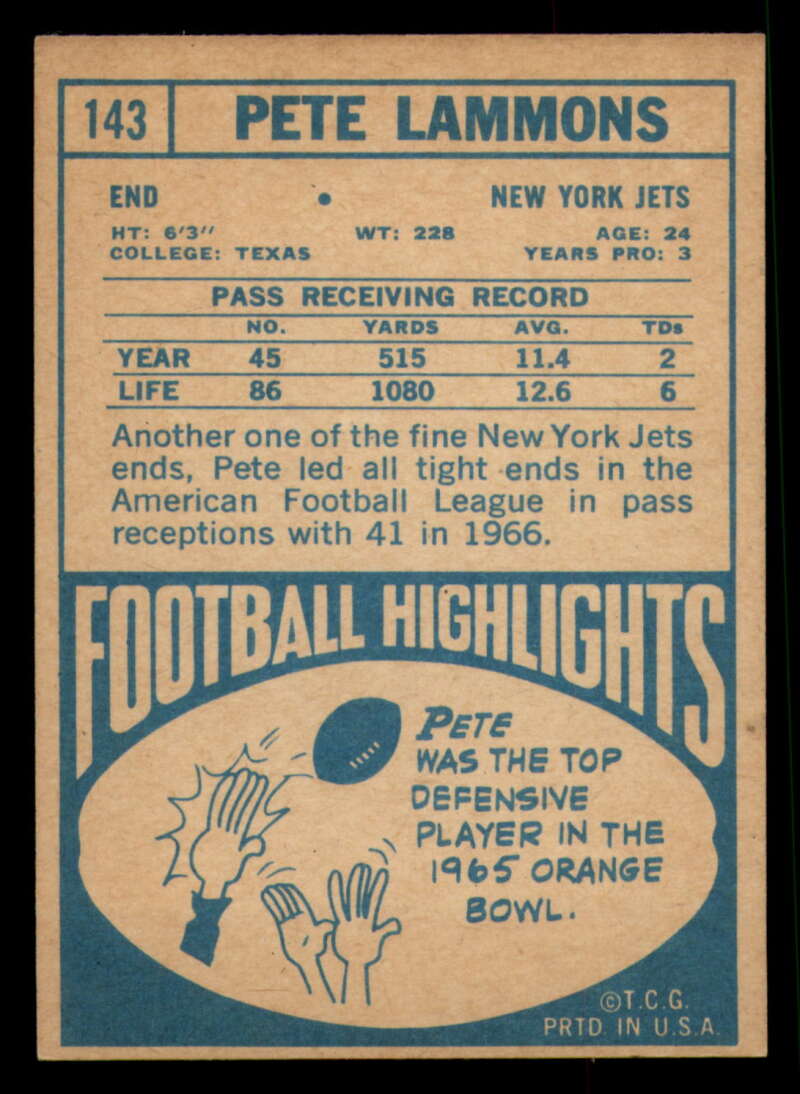 143 PETE LAMMONS
END • NEW YORK JETS
HT: 6'3" WT: 228 AGE: 24
COLLEGE: TEXAS YEARS PRO: 3
PASS RECEIVING RECORD
NO. YARDS AVG. TDs
YEAR 45 515 11.4 2
LIFE 86 1080 12.6 6
Another one of the fine New York Jets
ends, Pete led all tight ends in the
American Football League in pass
receptions with 41 in 1966.
FOOTBALL HIGHLIGHTS
PETE
WAS THE TOP
DEFENSIVE
PLAYER IN THE
1965 ORANGE
BOWL.
©T.C.G.
PRTD. IN U.S.A.